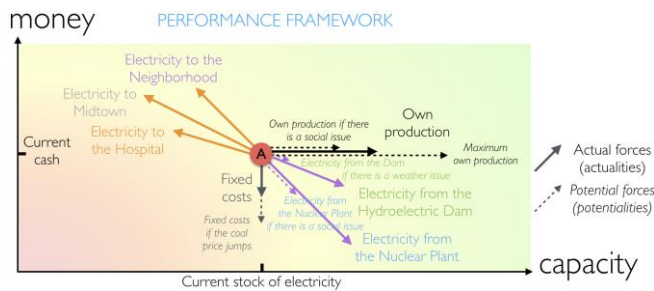 money
PERFORMANCE FRAMEWORK
Electricity to the
Neighborhood
Electricity to
Midtown
Electricity to
the Hospital
Own production if there
is a social issue
Own
production
Maximum
own production
Current
cash
A
Electricity from the Dam
if there is a weather issue
Fixed
costs
Electricity from
the Nuclear Plant
if there is a social issue
Electricity from the
Hydroelectric Dam
Fixed costs
if the coal
price jumps
Electricity from
the Nuclear Plant
Actual forces
(actualities)
Potential forces
(potentialities)
Current stock of electricity
capacity